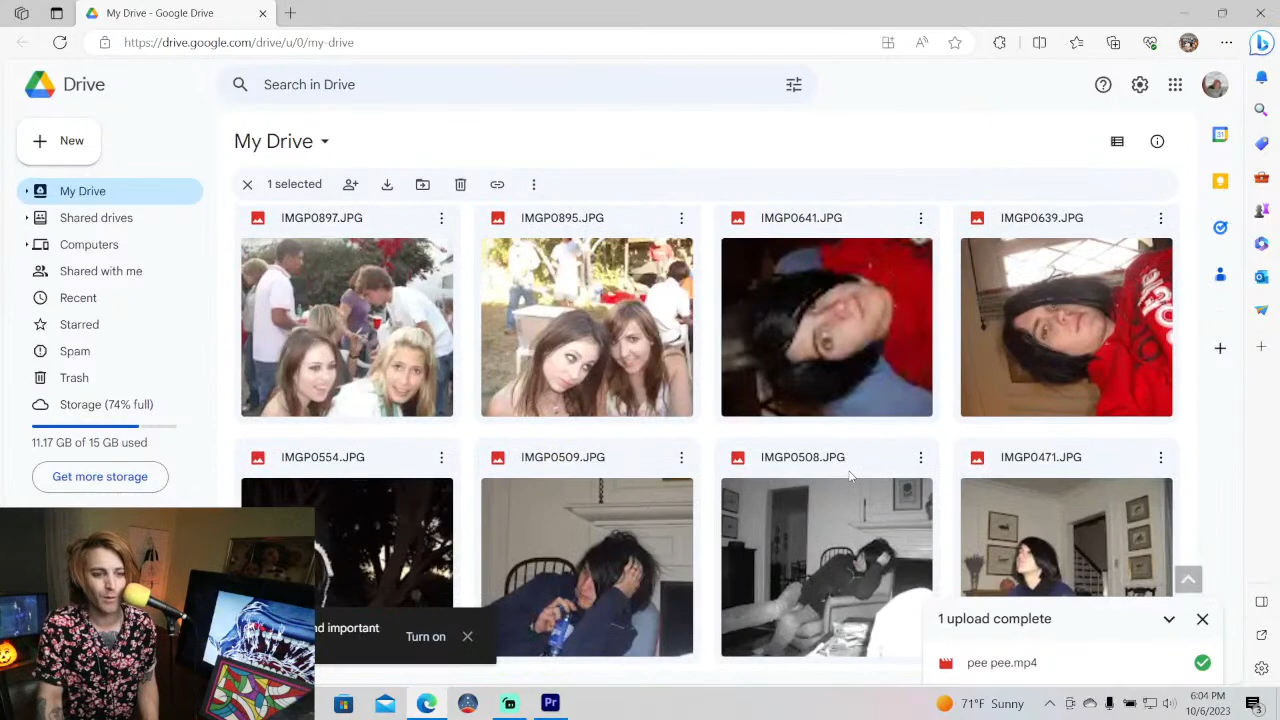 My Drive - Google Drive
https://drive.google.com/drive/u/0/my-drive
Drive
Search in Drive
New
My Drive
1 selected
My Drive
Shared drives
Computers
Shared with me
Recent
Starred
Spam
Trash
Storage (74% full)
11.17 GB of 15 GB used
Get more storage
IMGP0897.JPG
IMGP0895.JPG
IMGP0641.JPG
IMGP0639.JPG
IMGP0554.JPG
IMGP0509.JPG
IMGP0508.JPG
IMGP0471.JPG
31
nd important
Turn on
1 upload complete
pee pee.mp4
Pr
71°F Sunny
6:04 PM
10/6/2023
3